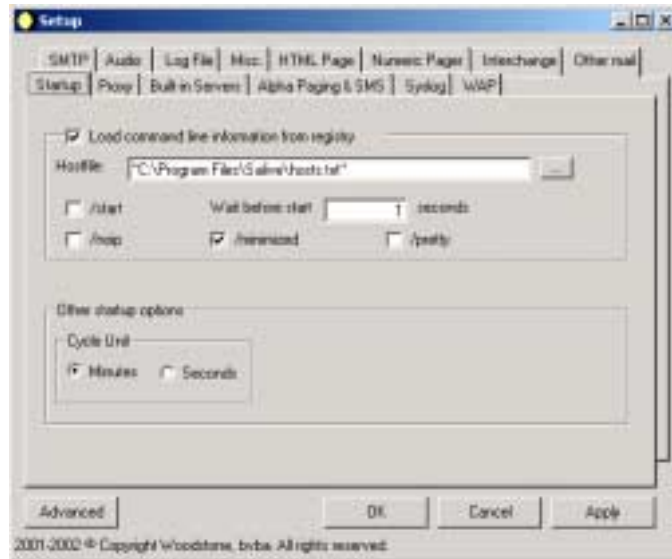 Setup
SMTP Audio Log File Misc HTML Page Numeric Pager Interchange Other mail
Startup Proxy Built in Servers Alpha Paging & SMS Syslog WAP
Load command line information from registry
Hostfile: "C:\Program Files\Salive\hosts.txt" ...
/start Wait before start 1 seconds
/minimized /pretty
Other startup options
Cycle Unit
Minutes Seconds
Advanced OK Cancel Apply
2001-2002 © Copyright Woodstone, bvba. All rights reserved.